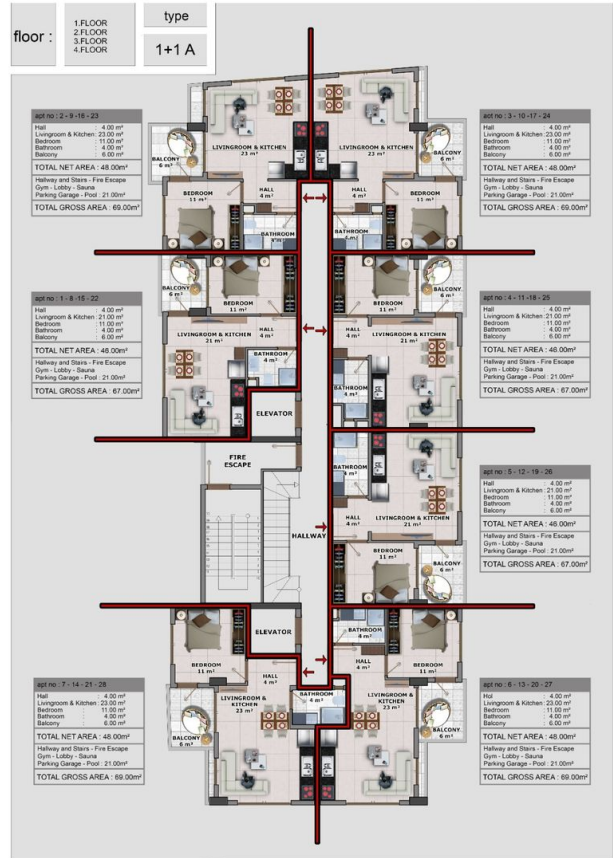 floor :
1.FLOOR
2.FLOOR
3.FLOOR
4.FLOOR
type
1+1 A
apt no : 2 - 9 -16 - 23
Hall : 4.00 m²
Livingroom & Kitchen : 23.00 m²
Bedroom : 11.00 m²
Bathroom : 4.00 m²
Balcony : 6.00 m²
TOTAL NET AREA : 48.00m²
Hallway and Stairs - Fire Escape
Gym - Lobby - Sauna
Parking Garage - Pool : 21.00m²
TOTAL GROSS AREA : 69.00m²
apt no : 3 - 10 -17 - 24
Hall : 4.00 m²
Livingroom & Kitchen : 23.00 m²
Bedroom : 11.00 m²
Bathroom : 4.00 m²
Balcony : 6.00 m²
TOTAL NET AREA : 48.00m²
Hallway and Stairs - Fire Escape
Gym - Lobby - Sauna
Parking Garage - Pool : 21.00m²
TOTAL GROSS AREA : 69.00m²
LIVINGROOM & KITCHEN
23 m²
LIVINGROOM & KITCHEN
23 m²
BALCONY
6 m²
BALCONY
6 m²
BEDROOM
11 m²
HALL
4 m²
HALL
4 m²
BEDROOM
11 m²
BATHROOM
BATHROOM
apt no : 1 - 8 -15 - 22
Hall : 4.00 m²
Livingroom & Kitchen : 21.00 m²
Bedroom : 11.00 m²
Bathroom : 4.00 m²
Balcony : 6.00 m²
TOTAL NET AREA : 46.00m²
Hallway and Stairs - Fire Escape
Gym - Lobby - Sauna
Parking Garage - Pool : 21.00m²
TOTAL GROSS AREA : 67.00m²
apt no : 4 - 11 -18 - 25
Hall : 4.00 m²
Livingroom & Kitchen : 21.00 m²
Bedroom : 11.00 m²
Bathroom : 4.00 m²
Balcony : 6.00 m²
TOTAL NET AREA : 46.00m²
Hallway and Stairs - Fire Escape
Gym - Lobby - Sauna
Parking Garage - Pool : 21.00m²
TOTAL GROSS AREA : 67.00m²
BALCONY
6 m²
BEDROOM
11 m²
BEDROOM
11 m²
BALCONY
6 m²
LIVINGROOM & KITCHEN
21 m²
HALL
4 m²
HALL
4 m²
LIVINGROOM & KITCHEN
21 m²
BATHROOM
4 m²
BATHROOM
4 m²
ELEVATOR
FIRE
ESCAPE
HALLWAY
BATHROOM
4 m²
HALL
4 m²
LIVINGROOM & KITCHEN
21 m²
BEDROOM
11 m²
BALCONY
6 m²
apt no : 5 - 12 - 19 - 26
Hall : 4.00 m²
Livingroom & Kitchen : 21.00 m²
Bedroom : 11.00 m²
Bathroom : 4.00 m²
Balcony : 6.00 m²
TOTAL NET AREA : 46.00m²
Hallway and Stairs - Fire Escape
Gym - Lobby - Sauna
Parking Garage - Pool : 21.00m²
TOTAL GROSS AREA : 67.00m²
ELEVATOR
BATHROOM
4 m²
BEDROOM
11 m²
HALL
4 m²
HALL
4 m²
BEDROOM
11 m²
LIVINGROOM &
KITCHEN
23 m²
BATHROOM
4 m²
LIVINGROOM &
KITCHEN
23 m²
BALCONY
6 m²
BALCONY
6 m²
apt no : 7 - 14 - 21 - 28
Hall : 4.00 m²
Livingroom & Kitchen : 23.00 m²
Bedroom : 11.00 m²
Bathroom : 4.00 m²
Balcony : 6.00 m²
TOTAL NET AREA : 48.00m²
Hallway and Stairs - Fire Escape
Gym - Lobby - Sauna
Parking Garage - Pool : 21.00m²
TOTAL GROSS AREA : 69.00m²
apt no : 6 - 13 - 20 - 27
Hol : 4.00 m²
Livingroom & Kitchen : 23.00 m²
Bedroom : 11.00 m²
Bathroom : 4.00 m²
Balcony : 6.00 m²
TOTAL NET AREA : 48.00m²
Hallway and Stairs - Fire Escape
Gym - Lobby - Sauna
Parking Garage - Pool : 21.00m²
TOTAL GROSS AREA : 69.00m²